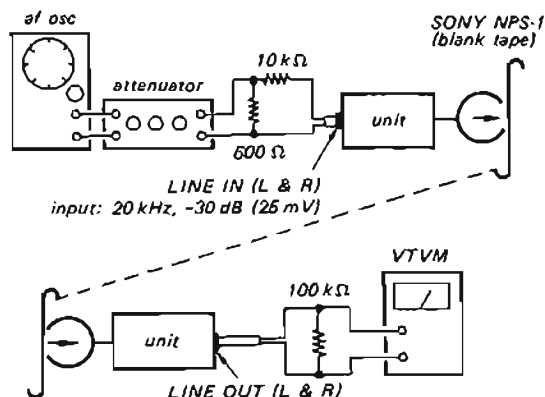 af osc
SONY NPS-1
(blank tape)
attenuator
10 kΩ
600 Ω
unit
LINE IN (L & R)
input: 20 kHz, -30 dB (25 mV)
VTVM
100 kΩ
unit
LINE OUT (L & R)